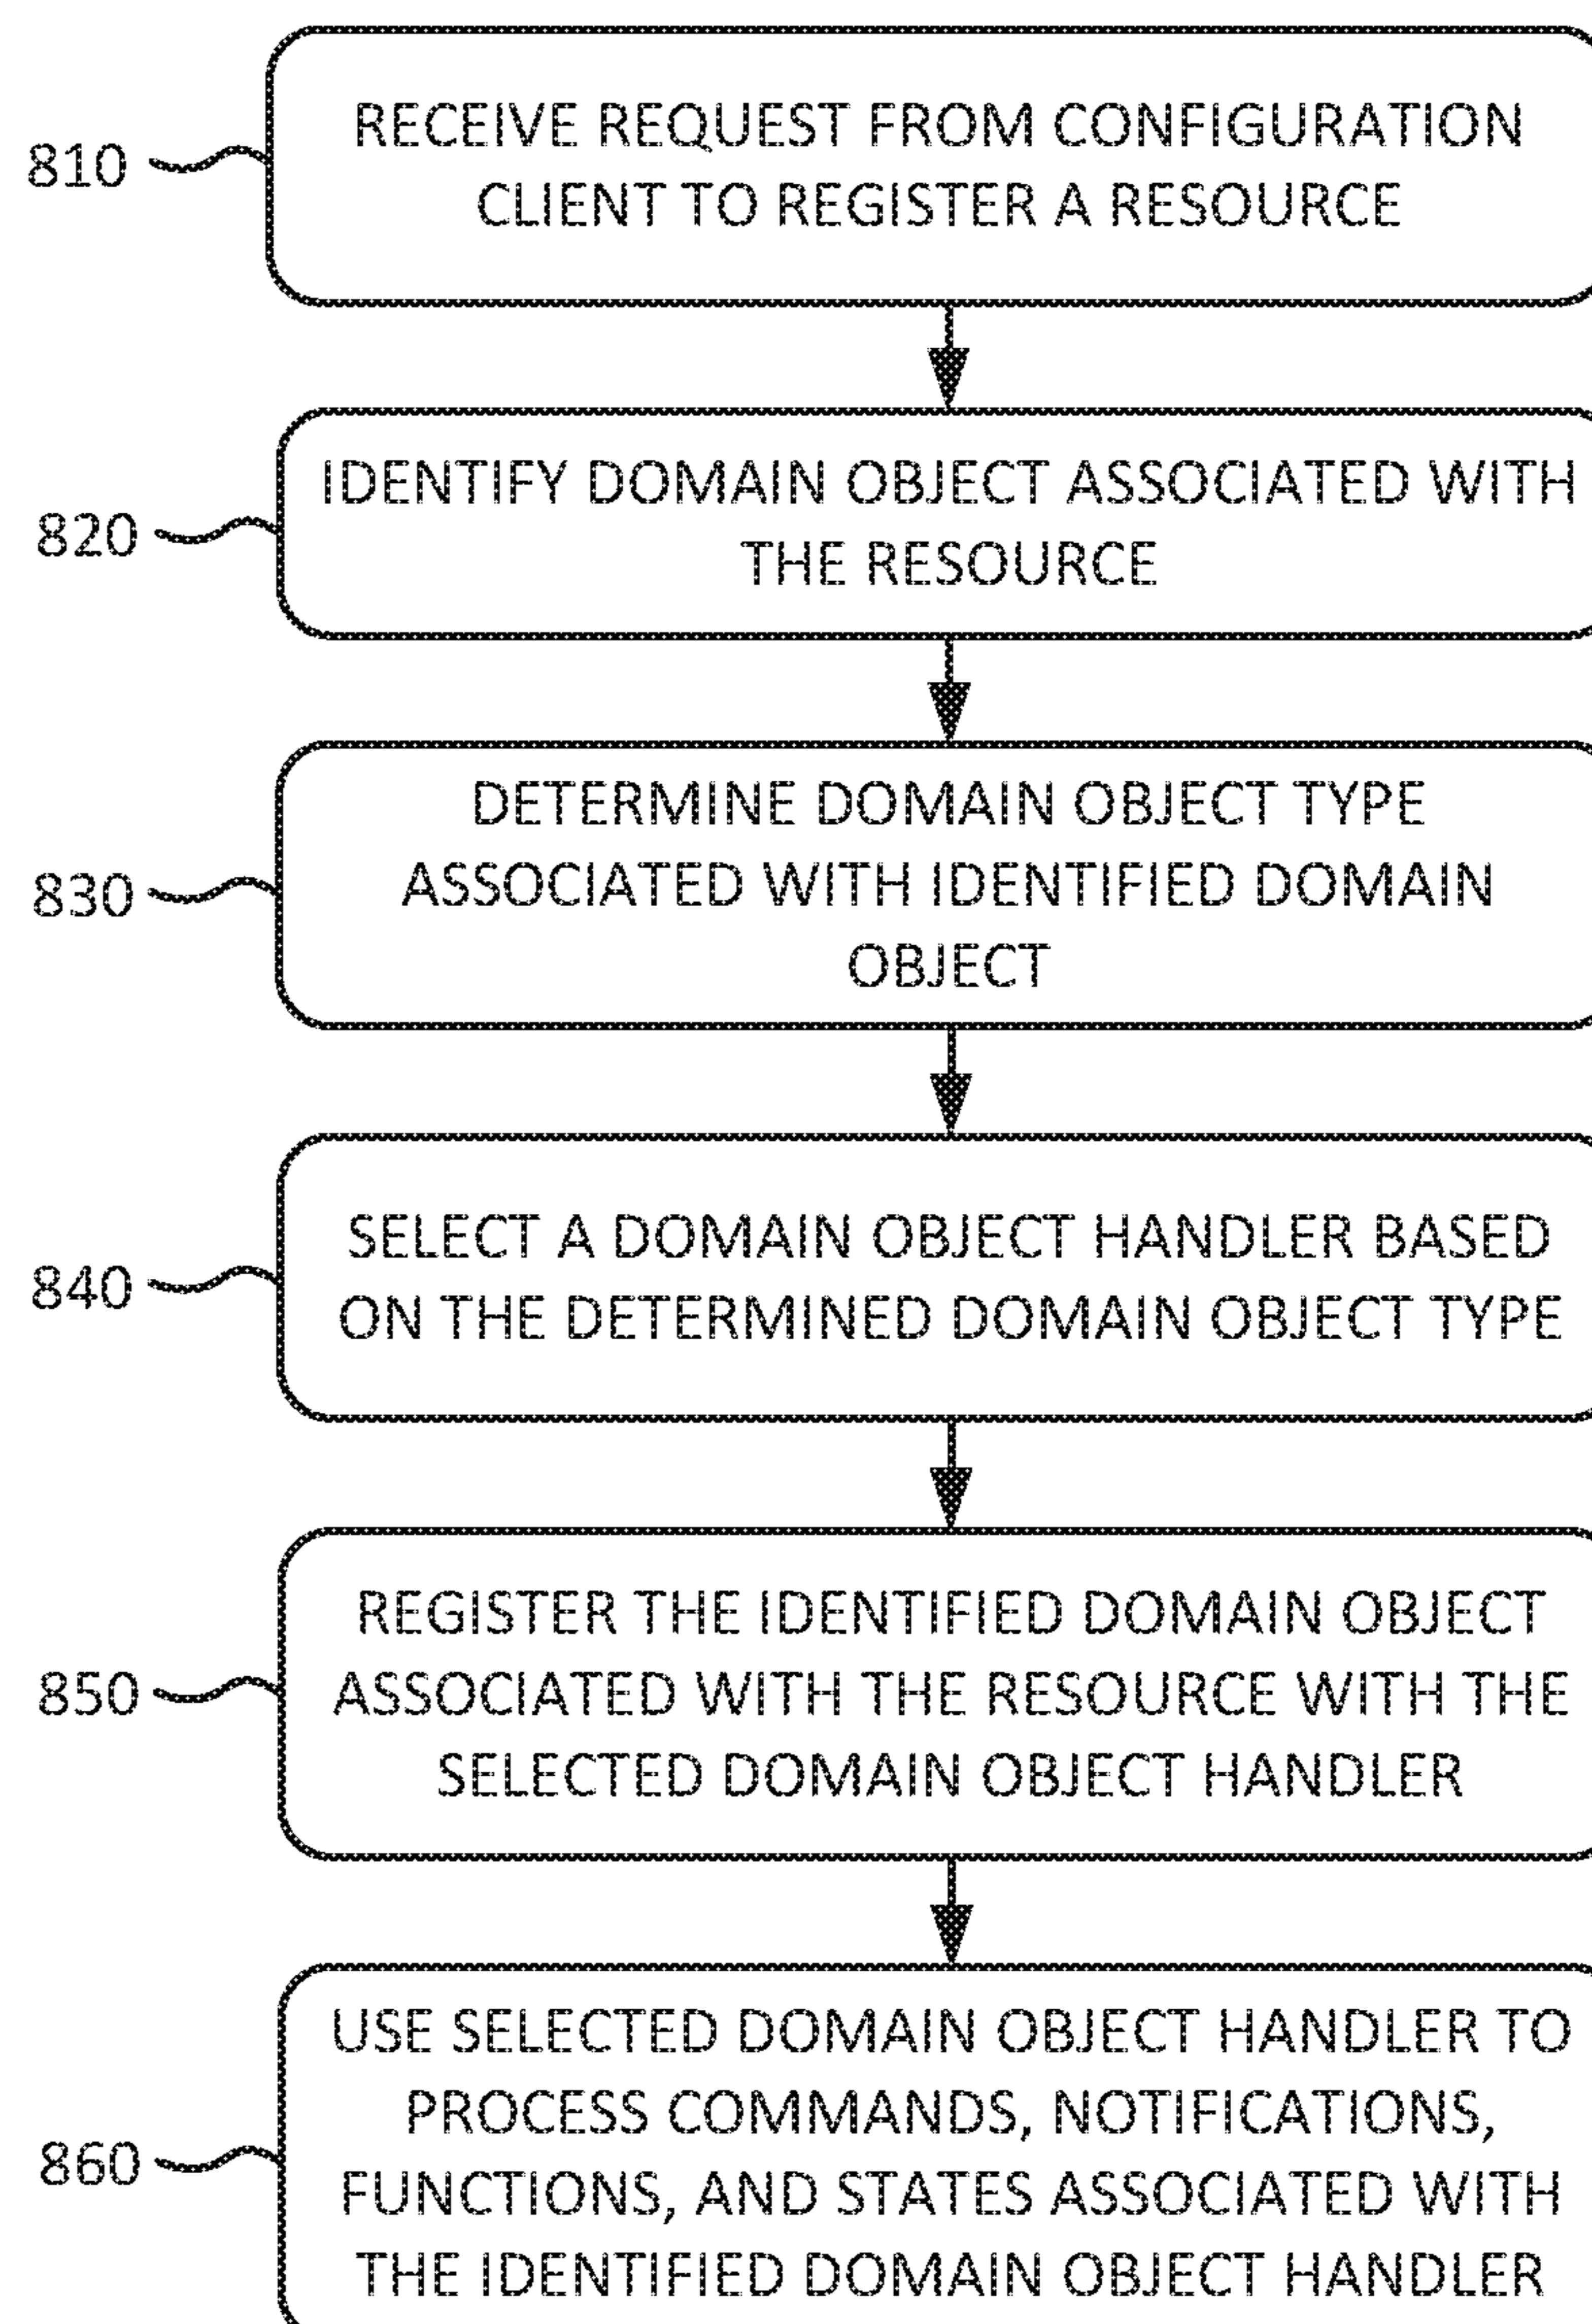 RECEIVE REQUEST FROM CONFIGURATION
CLIENT TO REGISTER A RESOURCE
810
IDENTIFY DOMAIN OBJECT ASSOCIATED WITH
THE RESOURCE
820
DETERMINE DOMAIN OBJECT TYPE
ASSOCIATED WITH IDENTIFIED DOMAIN
OBJECT
830
SELECT A DOMAIN OBJECT HANDLER BASED
ON THE DETERMINED DOMAIN OBJECT TYPE
840
REGISTER THE IDENTIFIED DOMAIN OBJECT
ASSOCIATED WITH THE RESOURCE WITH THE
SELECTED DOMAIN OBJECT HANDLER
850
USE SELECTED DOMAIN OBJECT HANDLER TO
PROCESS COMMANDS, NOTIFICATIONS,
FUNCTIONS, AND STATES ASSOCIATED WITH
THE IDENTIFIED DOMAIN OBJECT HANDLER
860